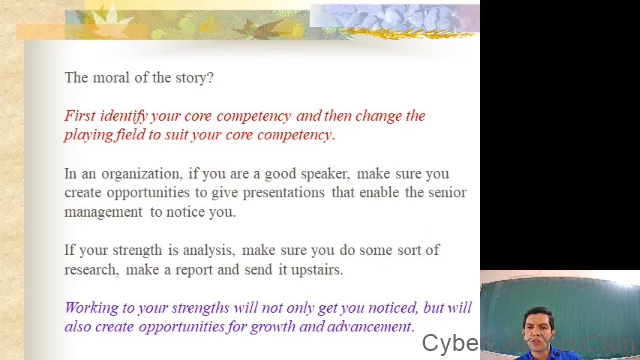 The moral of the story?
First identify your core competency and then change the
playing field to suit your core competency.
In an organization, if you are a good speaker, make sure you
create opportunities to give presentations that enable the senior
management to notice you.
If your strength is analysis, make sure you do some sort of
research, make a report and send it upstairs.
Working to your strengths will not only get you noticed, but will
also create opportunities for growth and advancement.